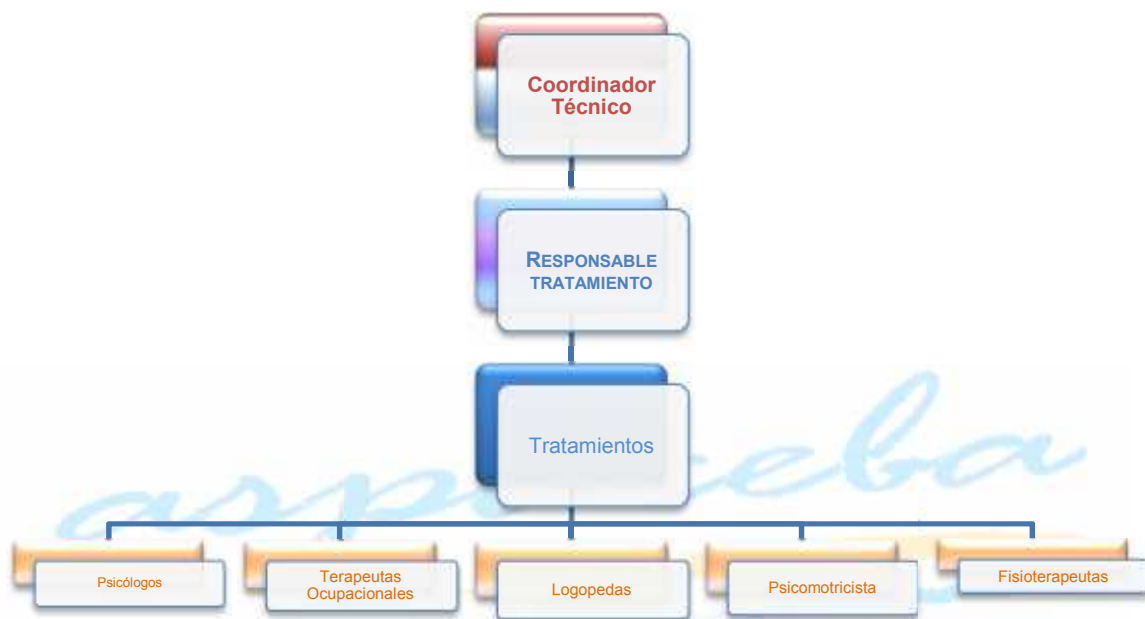 Coordinador
Técnico
RESPONSABLE
TRATAMIENTO
Tratamientos
Psicólogos
Terapeutas
Ocupacionales
Logopedas
Psicomotricista
Fisioterapeutas